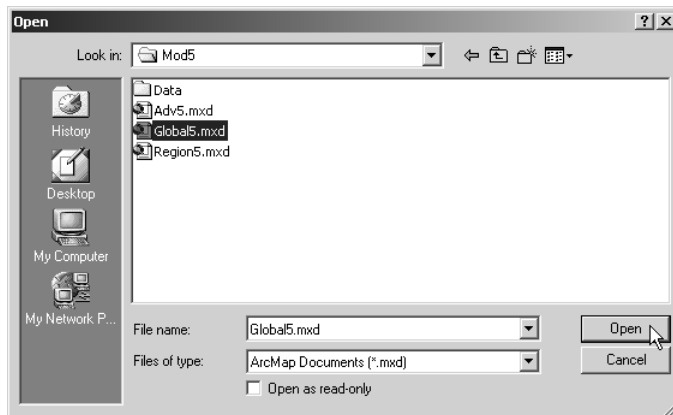 Open
Look in:
Mod5
History
Desktop
My Computer
My Network P...
Data
Adv5.mxd
Global5.mxd
Region5.mxd
File name:
Global5.mxd
Open
Files of type:
ArcMap Documents (*.mxd)
Cancel
Open as read-only